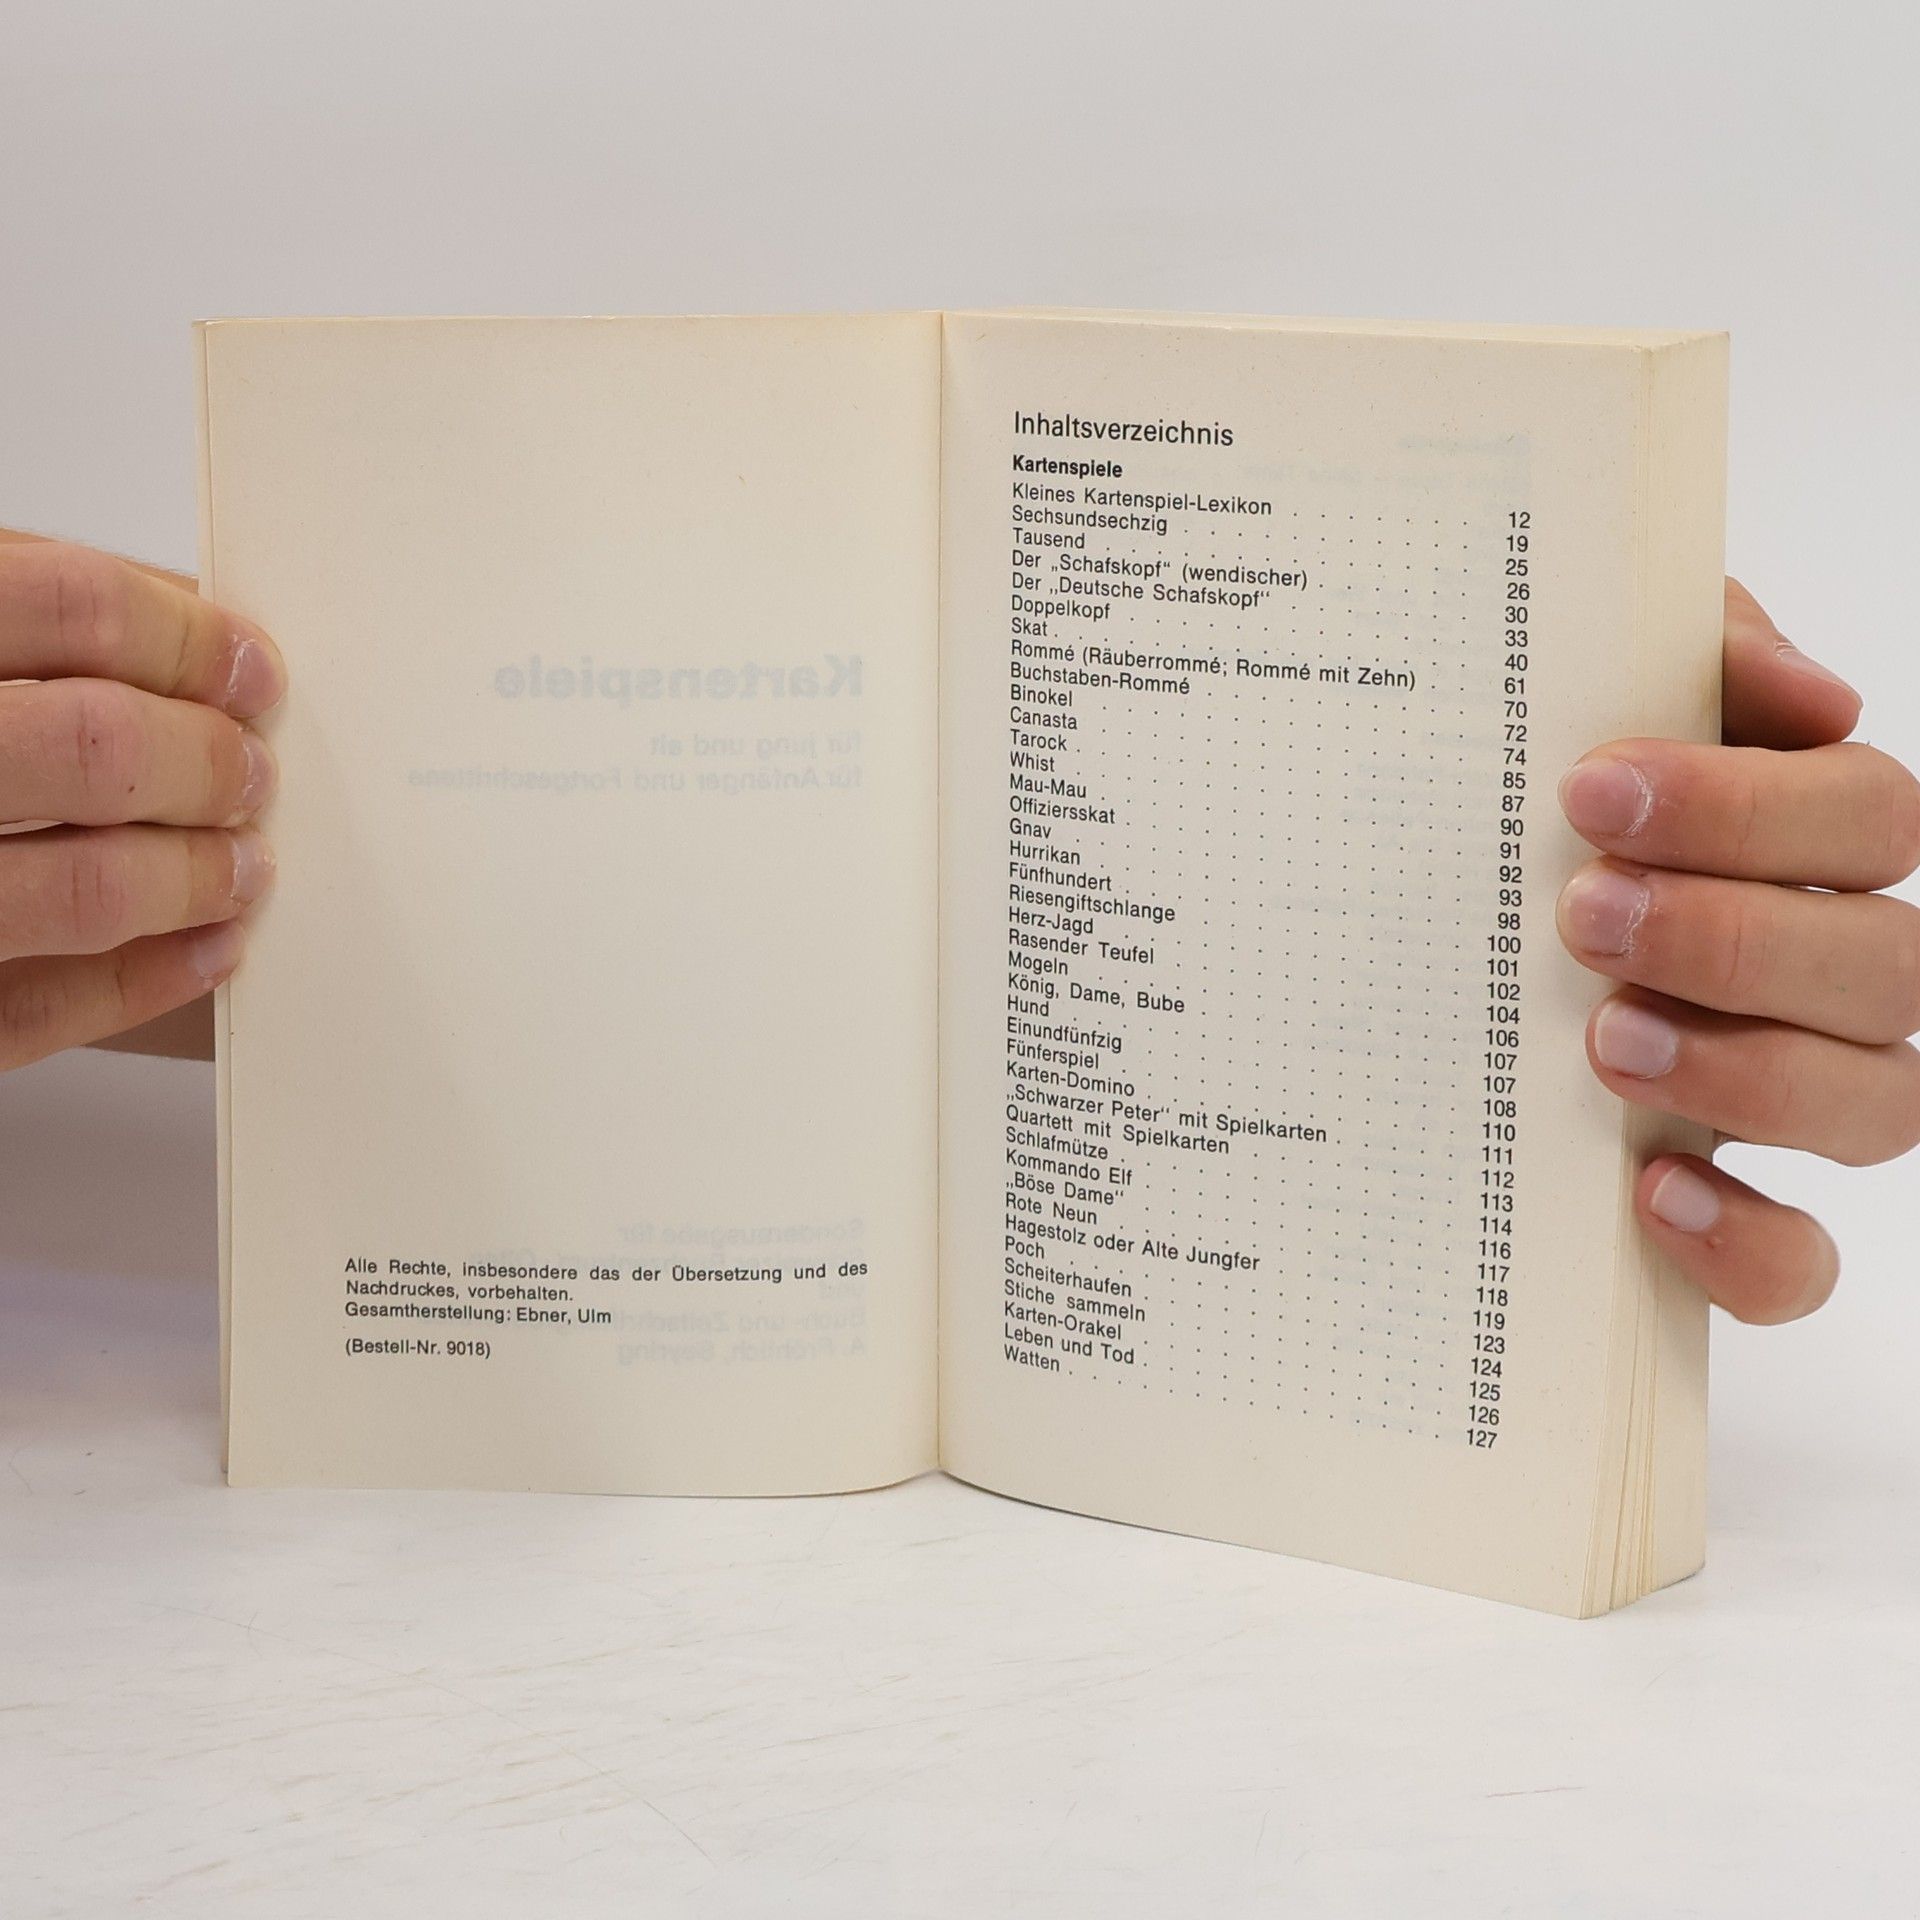 Alle Rechte, insbesondere das der Übersetzung und des
Nachdruckes, vorbehalten.
Gesamtherstellung: Ebner, Ulm
(Bestell-Nr. 9018)
Inhaltsverzeichnis
Kartenspiele
Kleines Kartenspiel-Lexikon . . . . . . . 12
Sechsundsechzig . . . . . . . . . . . 19
Tausend . . . . . . . . . . . . . . 25
Der „Schafskopf“ (wendischer) . . . . . . 26
Der „Deutsche Schafskopf“ . . . . . . . 30
Doppelkopf . . . . . . . . . . . . . 33
Skat . . . . . . . . . . . . . . . . 40
Rommé (Räuberrommé; Rommé mit Zehn) . . 61
Buchstaben-Rommé . . . . . . . . . . 70
Binokel . . . . . . . . . . . . . . 72
Canasta . . . . . . . . . . . . . . 74
Tarock . . . . . . . . . . . . . . . 85
Whist . . . . . . . . . . . . . . . 87
Mau-Mau . . . . . . . . . . . . . . 90
Offiziersskat . . . . . . . . . . . . . 91
Gnav . . . . . . . . . . . . . . . 92
Hurrikan . . . . . . . . . . . . . . 93
Fünfhundert . . . . . . . . . . . . . 98
Riesengiftschlange . . . . . . . . . . 100
Herz-Jagd . . . . . . . . . . . . . 101
Rasender Teufel . . . . . . . . . . . 102
Mogeln . . . . . . . . . . . . . . 104
König, Dame, Bube . . . . . . . . . . 106
Hund . . . . . . . . . . . . . . . 107
Einundfünfzig . . . . . . . . . . . . 107
Fünferspiel . . . . . . . . . . . . . 108
Karten-Domino . . . . . . . . . . . . 110
„Schwarzer Peter“ mit Spielkarten . . . . . 111
Quartett mit Spielkarten . . . . . . . . 112
Schlafmütze . . . . . . . . . . . . . 113
Kommando Elf . . . . . . . . . . . . 114
„Böse Dame“ . . . . . . . . . . . . 116
Rote Neun . . . . . . . . . . . . . 117
Hagestolz oder Alte Jungfer . . . . . . . 118
Poch . . . . . . . . . . . . . . . 119
Scheiterhaufen . . . . . . . . . . . . 123
Stiche sammeln . . . . . . . . . . . 124
Karten-Orakel . . . . . . . . . . . . 125
Leben und Tod . . . . . . . . . . . . 126
Watten . . . . . . . . . . . . . . . 127